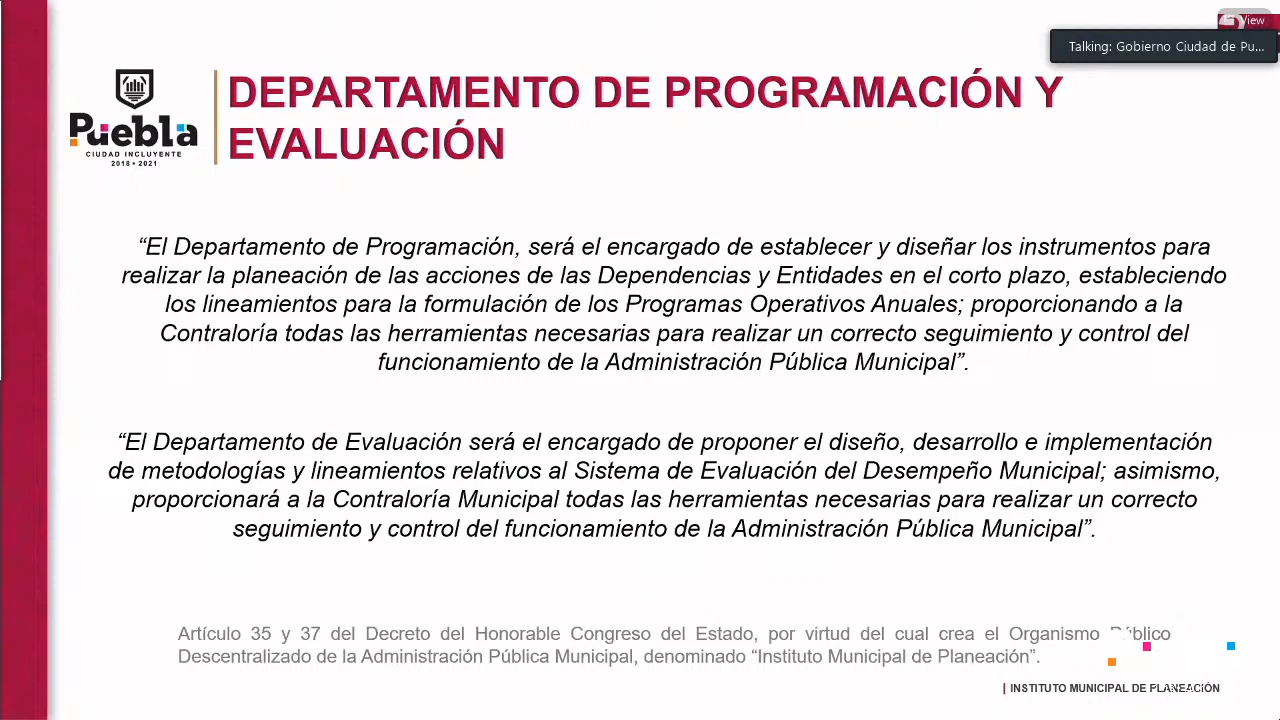 View
Talking: Gobierno Ciudad de Pu...
Puebla
CIUDAD INCLUYENTE
2018 • 2021
DEPARTAMENTO DE PROGRAMACIÓN Y
EVALUACIÓN
“El Departamento de Programación, será el encargado de establecer y diseñar los instrumentos para
realizar la planeación de las acciones de las Dependencias y Entidades en el corto plazo, estableciendo
los lineamientos para la formulación de los Programas Operativos Anuales; proporcionando a la
Contraloría todas las herramientas necesarias para realizar un correcto seguimiento y control del
funcionamiento de la Administración Pública Municipal”.
“El Departamento de Evaluación será el encargado de proponer el diseño, desarrollo e implementación
de metodologías y lineamientos relativos al Sistema de Evaluación del Desempeño Municipal; asimismo,
proporcionará a la Contraloría Municipal todas las herramientas necesarias para realizar un correcto
seguimiento y control del funcionamiento de la Administración Pública Municipal”.
Artículo 35 y 37 del Decreto del Honorable Congreso del Estado, por virtud del cual crea el Organismo Público
Descentralizado de la Administración Pública Municipal, denominado “Instituto Municipal de Planeación”.
| INSTITUTO MUNICIPAL DE PLANEACIÓN